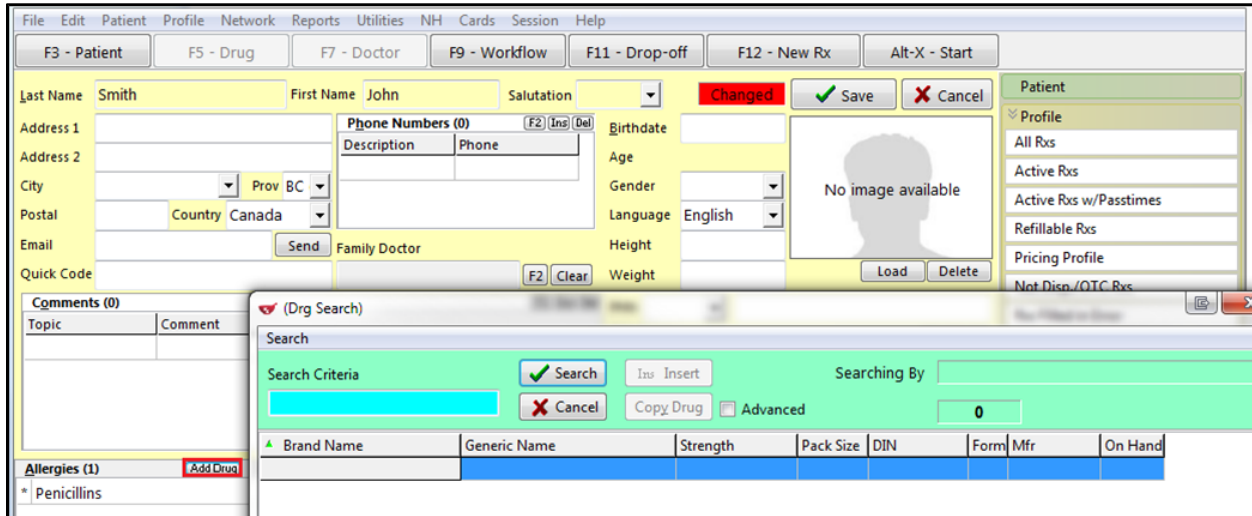 File Edit Patient Profile Network Reports Utilities NH Cards Session Help
F3 - Patient F5 - Drug F7 - Doctor F9 - Workflow F11 - Drop-off F12 - New Rx Alt-X - Start
Last Name Smith First Name John Salutation Changed Save Cancel
Patient
Profile
All Rxs
Active Rxs
Active Rxs w/Passtimes
Refillable Rxs
Pricing Profile
Not Disp./OTC Rxs
Address 1
Address 2
City Prov BC
Postal Country Canada
Email Send
Quick Code
Phone Numbers (0) F2 Ins Del
Description Phone
Family Doctor
F2 Clear
Birthdate
Age
Gender
Language English
Height
Weight
No image available
Load Delete
Comments (0)
Topic Comment
Allergies (1) Add Drug
* Penicillins
(Drg Search)
Search
Search Criteria Search Ins Insert Searching By
Cancel Copy Drug Advanced 0
Brand Name Generic Name Strength Pack Size DIN Form Mfr On Hand